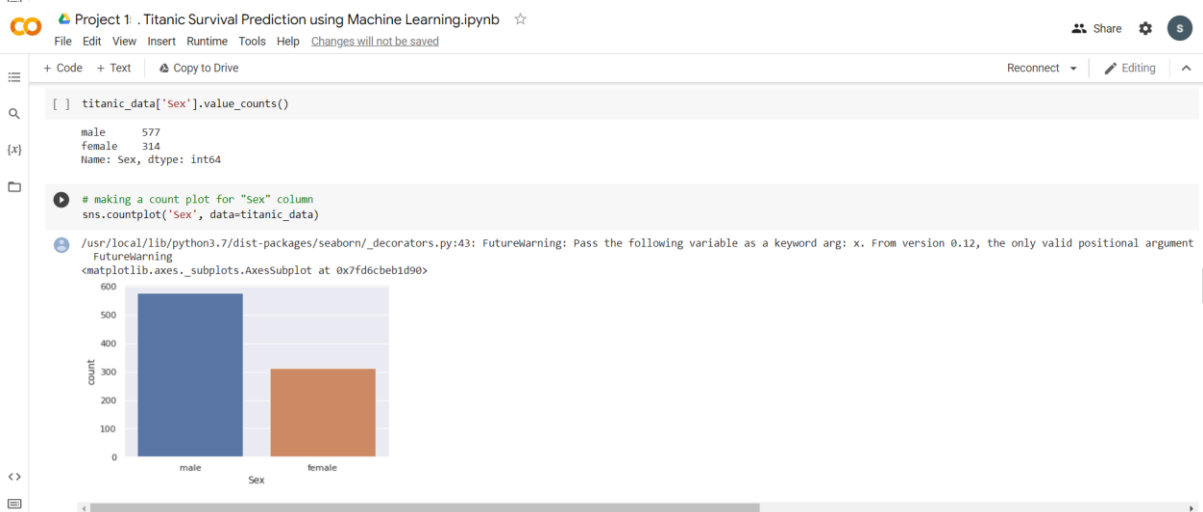 Project 1: . Titanic Survival Prediction using Machine Learning.ipynb
Share
S
File Edit View Insert Runtime Tools Help Changes will not be saved
+ Code + Text Copy to Drive
Reconnect
Editing
[ ] titanic_data['Sex'].value_counts()
{x}
male 577
female 314
Name: Sex, dtype: int64
# making a count plot for "Sex" column
sns.countplot('Sex', data=titanic_data)
/usr/local/lib/python3.7/dist-packages/seaborn/_decorators.py:43: FutureWarning: Pass the following variable as a keyword arg: x. From version 0.12, the only valid positional argument
FutureWarning
<matplotlib.axes._subplots.AxesSubplot at 0x7fd6cbeb1d90>
600
500
400
300
200
100
0
count
male female
Sex